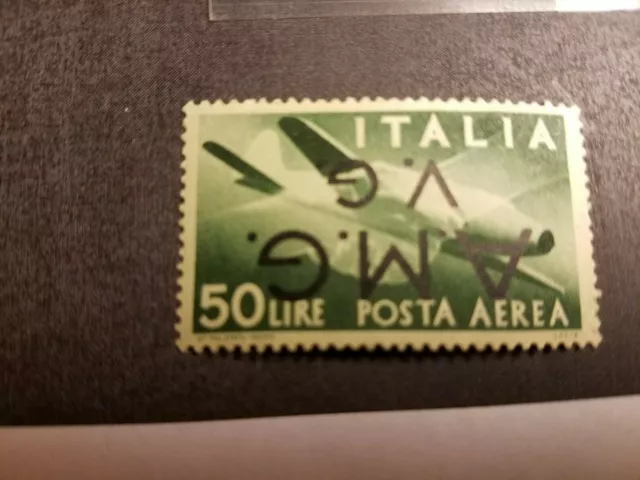 ITALIA
V.G
A.M.G.
50 LIRE POSTA AEREA